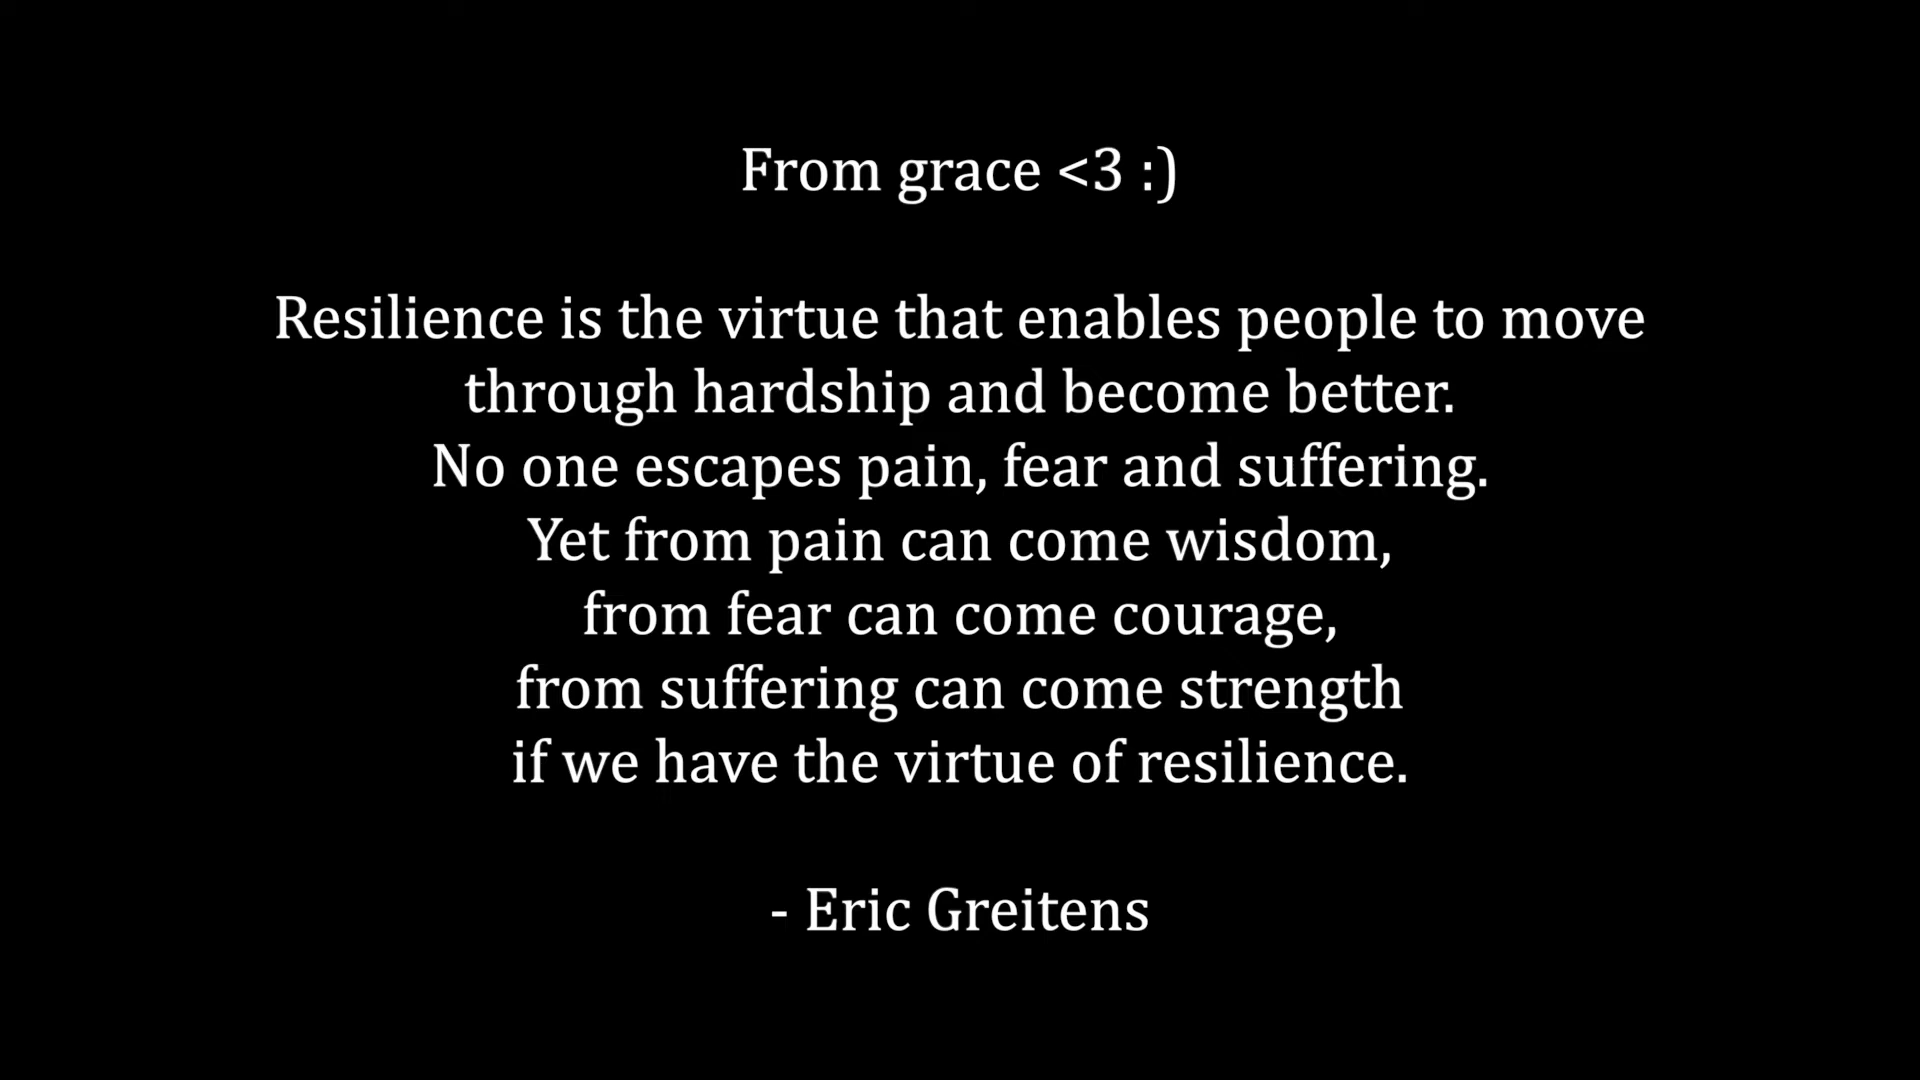 From grace <3 :)
Resilience is the virtue that enables people to move
through hardship and become better.
No one escapes pain, fear and suffering.
Yet from pain can come wisdom,
from fear can come courage,
from suffering can come strength
if we have the virtue of resilience.
- Eric Greitens